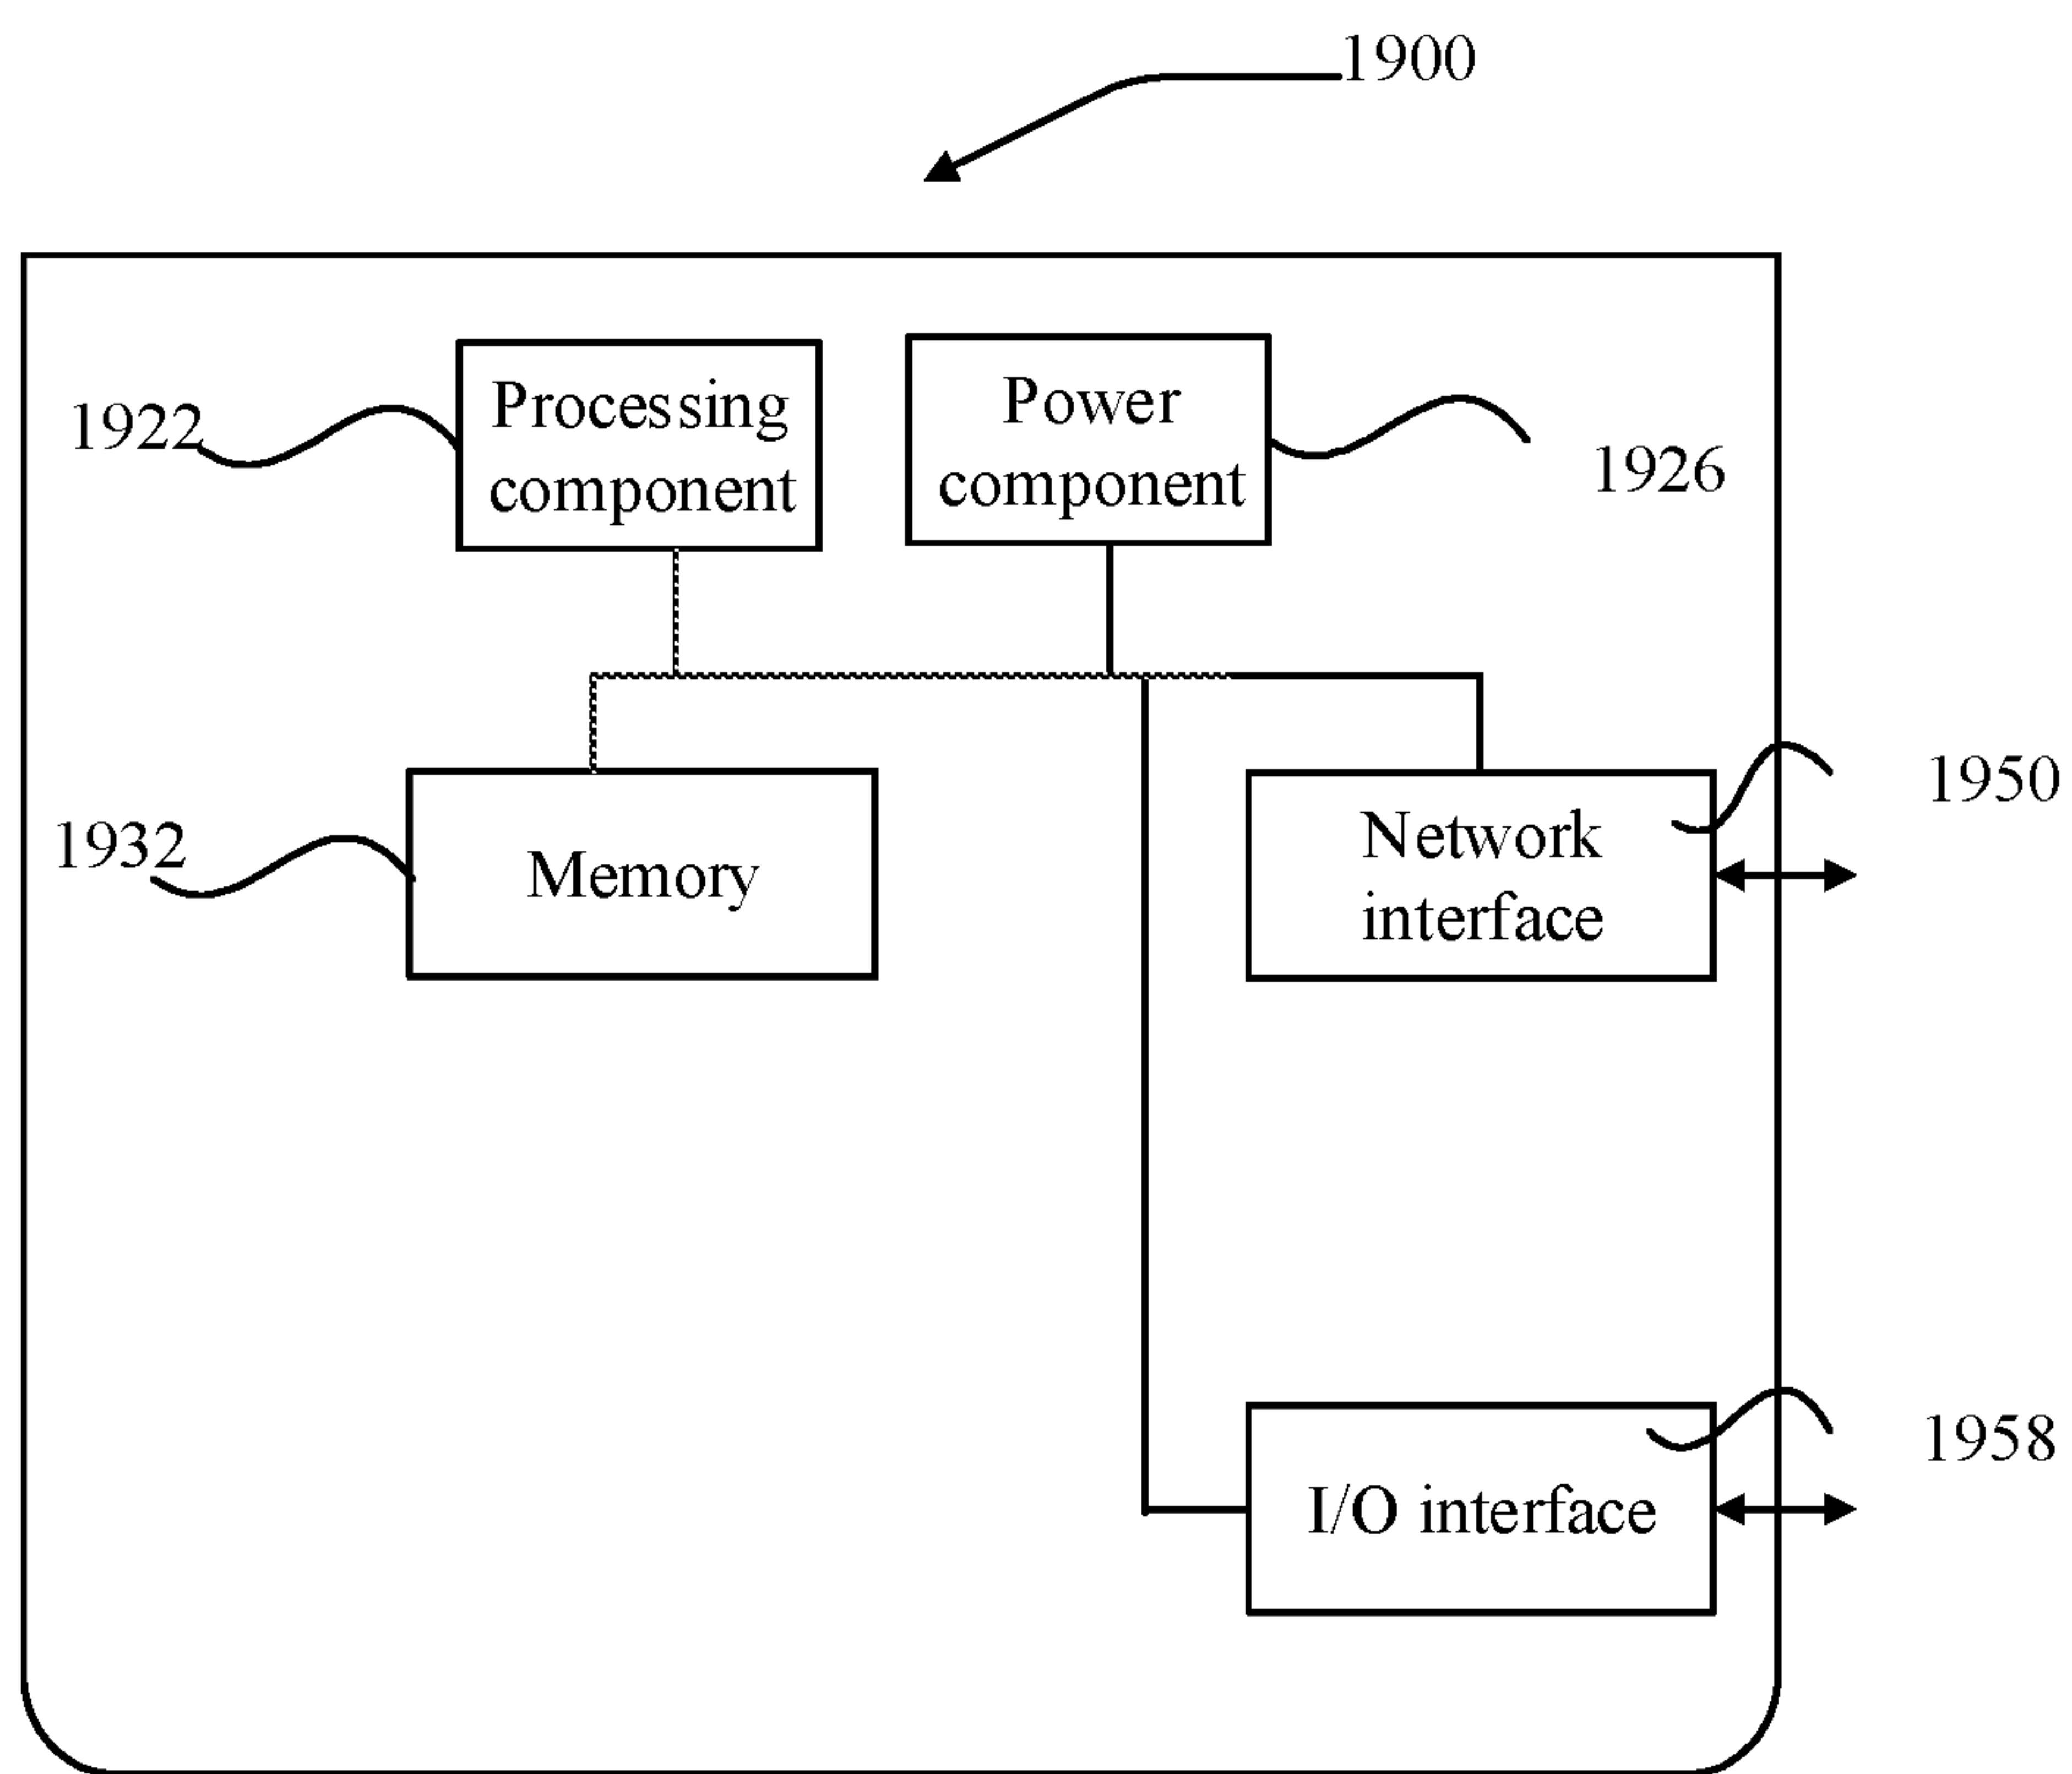 1900
Processing
component
Power
component
1922
1926
1950
Network
interface
1932
Memory
1958
I/O interface